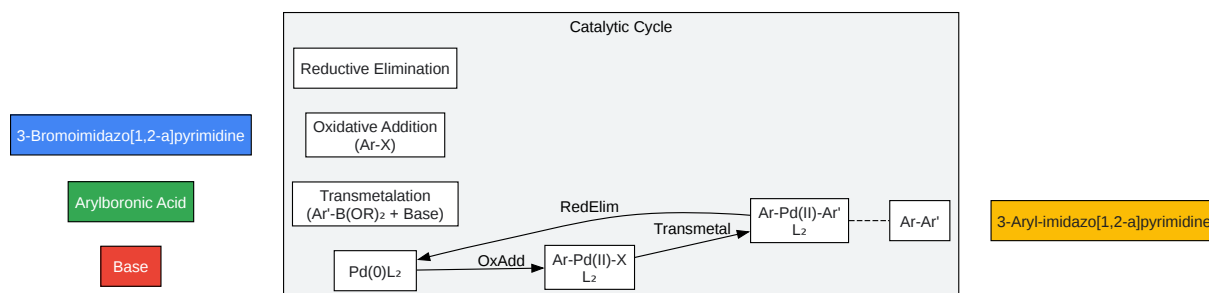 Catalytic Cycle
Reductive Elimination
3-Bromoimidazo[1,2-a]pyrimidine
Oxidative Addition
(Ar-X)
Arylboronic Acid
Transmetalation
(Ar'-B(OR)₂ + Base)
RedElim
Transmetal
Ar-Pd(II)-Ar'
L₂
Ar-Ar'
3-Aryl-imidazo[1,2-a]pyrimidine
Base
Pd(0)L₂
OxAdd
Ar-Pd(II)-X
L₂